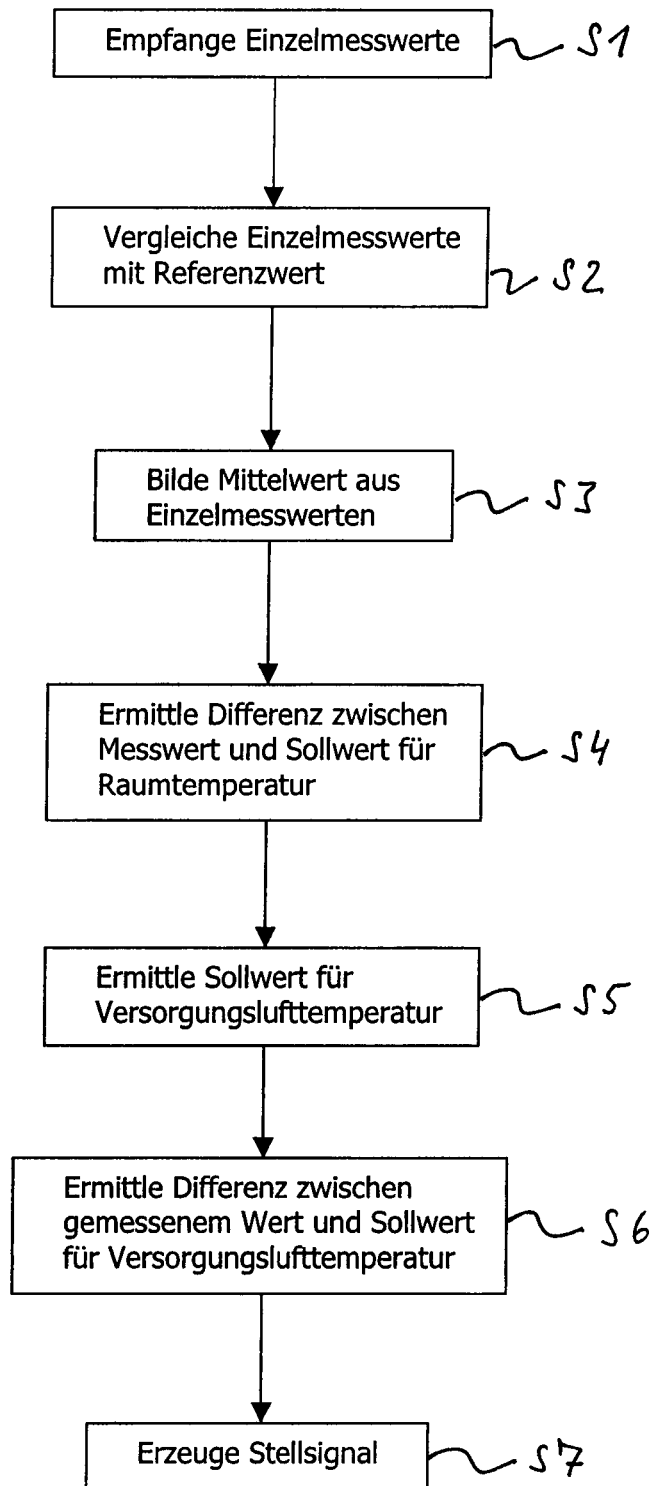 Empfange Einzelmesswerte S1
Vergleiche Einzelmesswerte
mit Referenzwert S2
Bilde Mittelwert aus
Einzelmesswerten S3
Ermittle Differenz zwischen
Messwert und Sollwert für S4
Raumtemperatur
Ermittle Sollwert für
Versorgungslufttemperatur S5
Ermittle Differenz zwischen
gemessenem Wert und Sollwert S6
für Versorgungslufttemperatur
Erzeuge Stellsignal S7